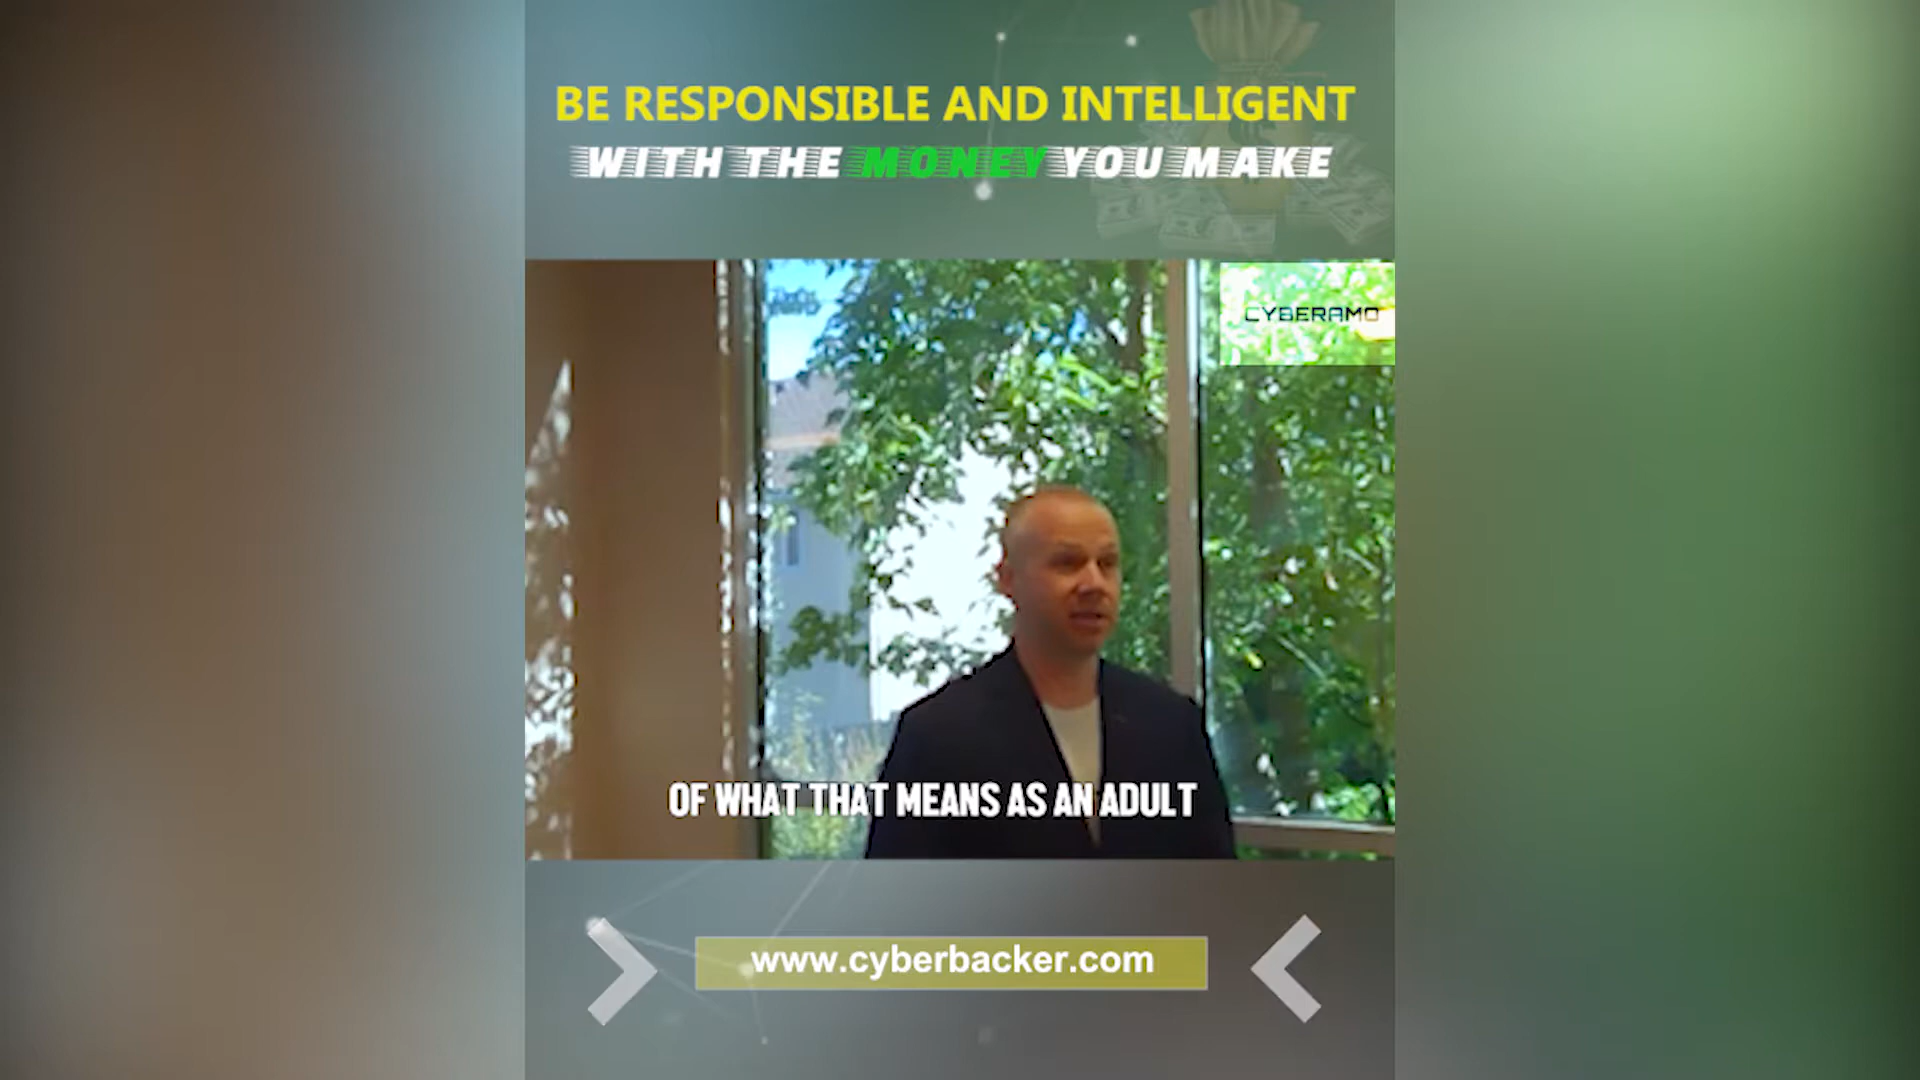 BE RESPONSIBLE AND INTELLIGENT
WITH THE MONEY YOU MAKE
CYBERAMO
OF WHAT THAT MEANS AS AN ADULT
www.cyberbacker.com